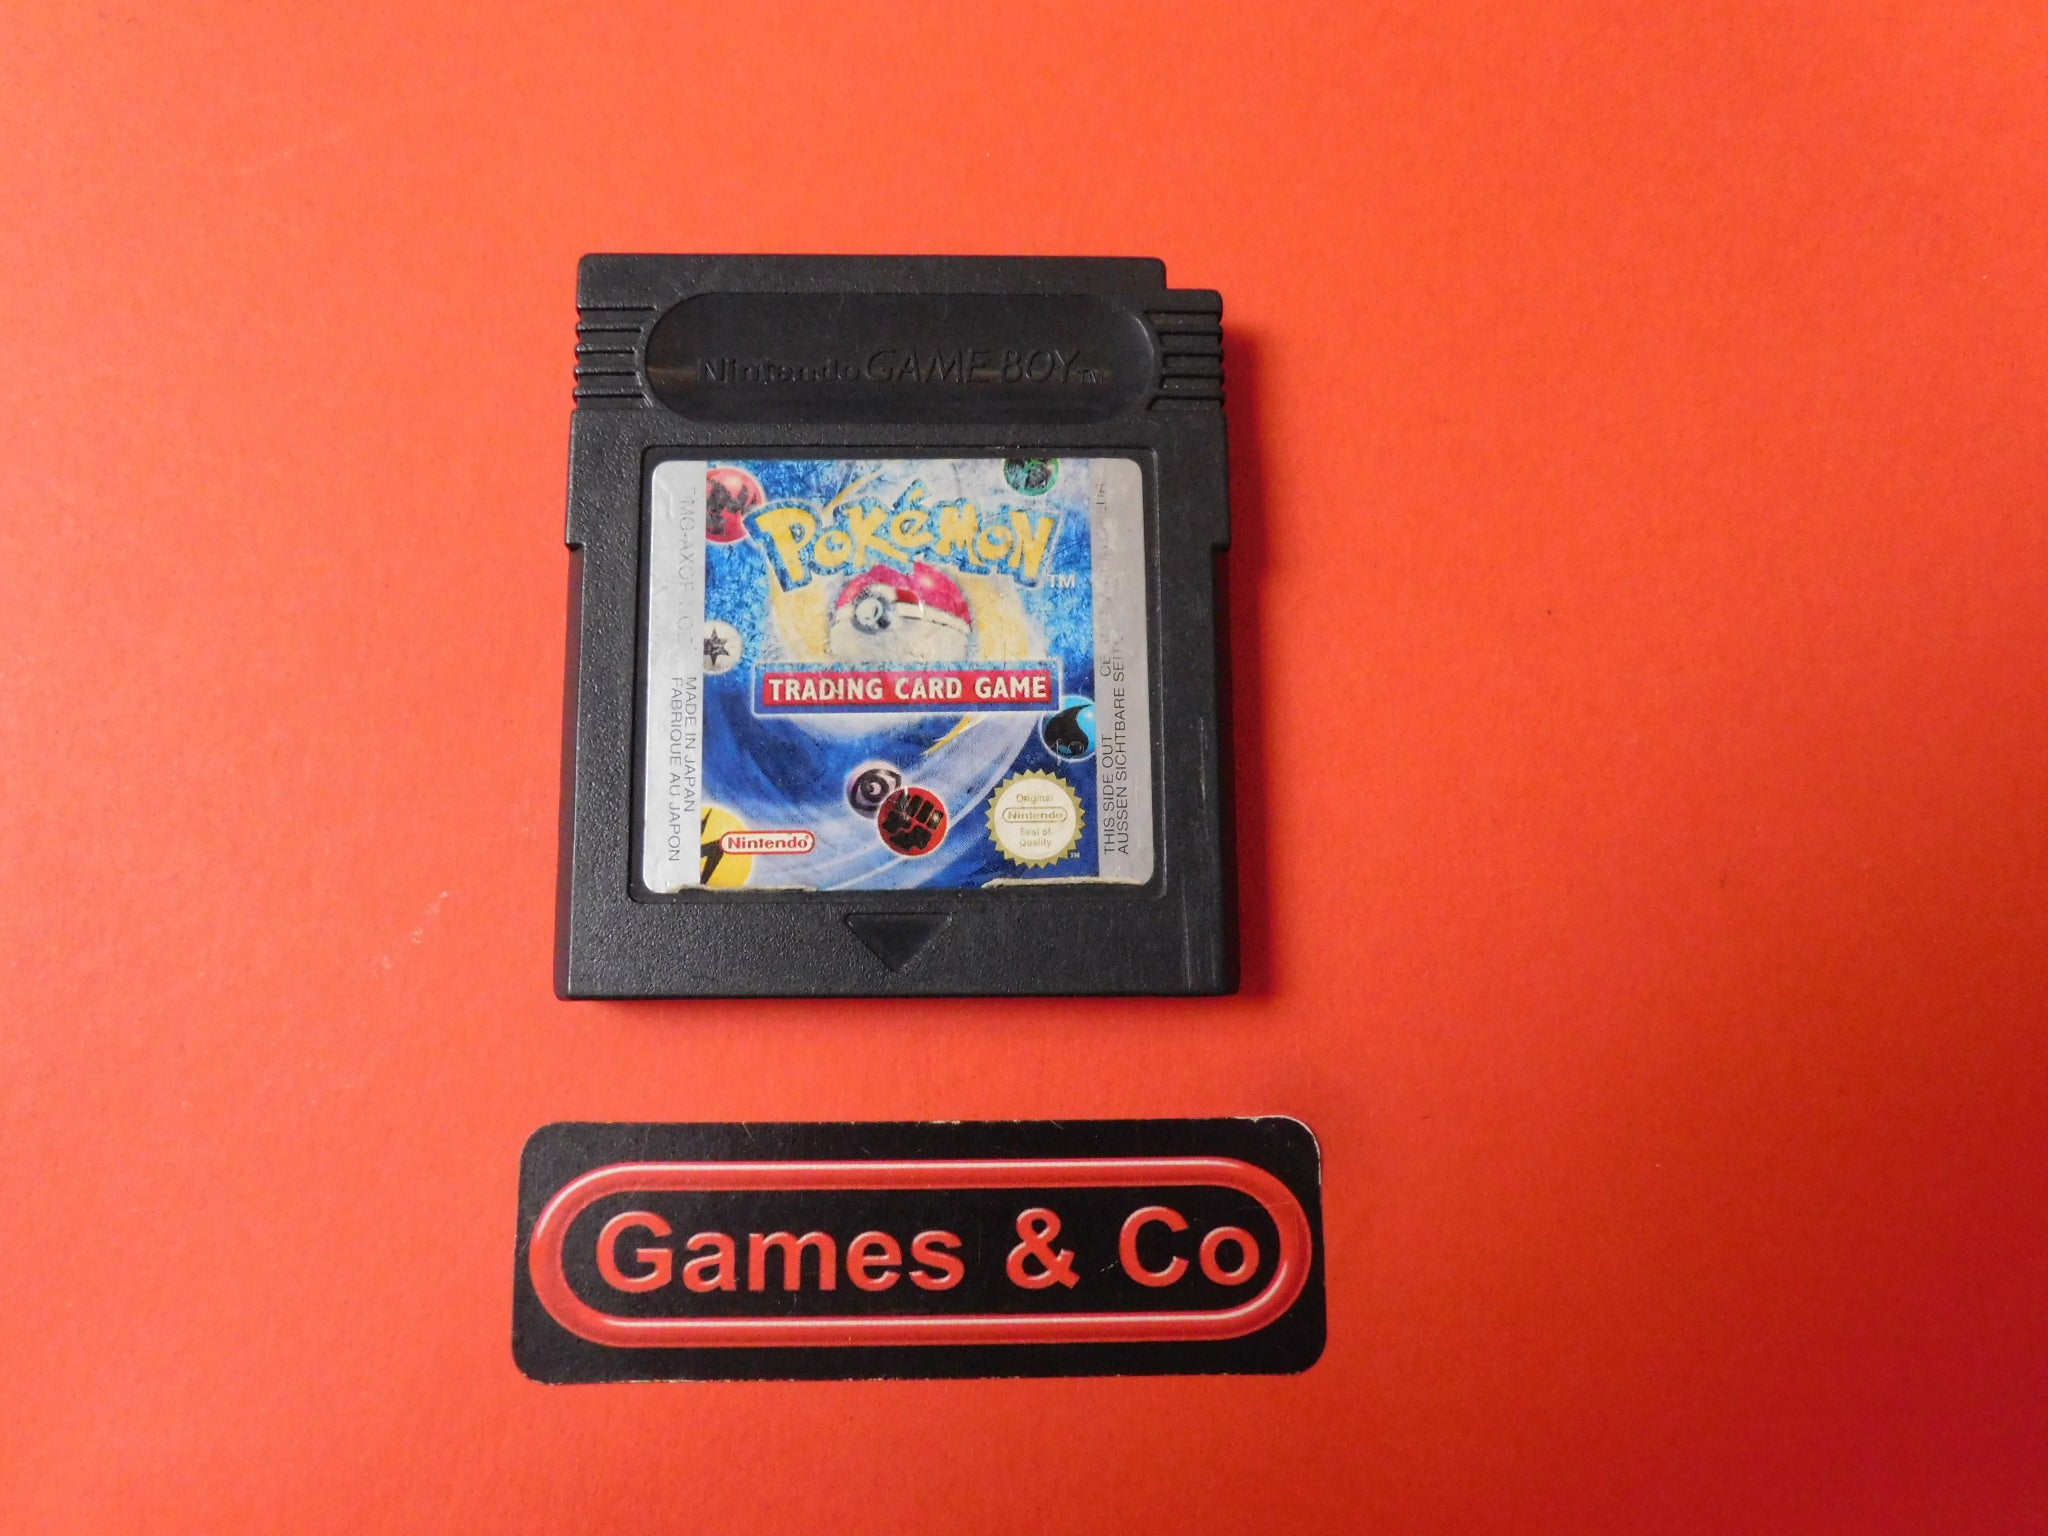 Nintendo GAME BOY TM
POKéMON TM
TRADING CARD GAME
MADE IN JAPAN
FABRIQUE AU JAPON
THIS SIDE OUT
AUSSEN SICHTBARE SEITE
Nintendo
Original
Nintendo
Seal of
Quality TM
Games & Co